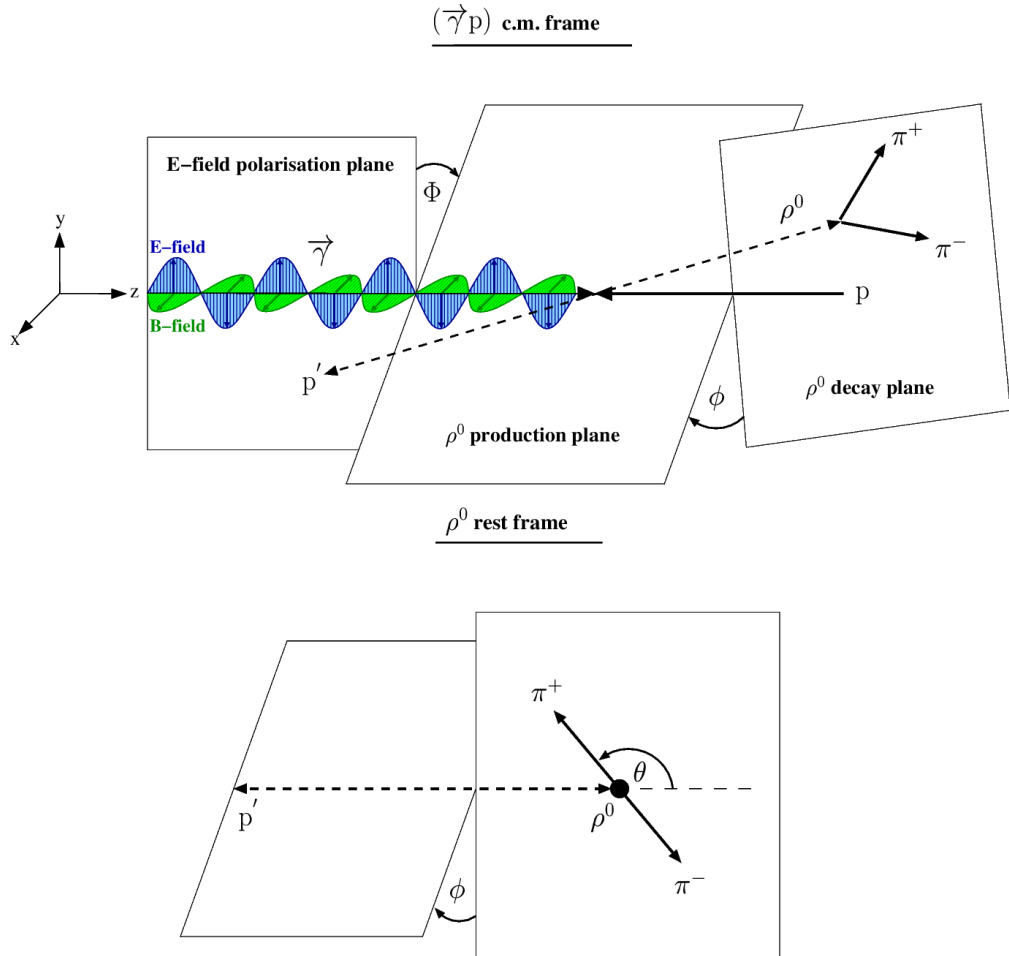 (γ⃗ p) c.m. frame
E−field polarisation plane
Φ
π⁺
ρ⁰
π⁻
y
E−field
γ⃗
z
p
B−field
x
p′
ρ⁰ decay plane
ϕ
ρ⁰ production plane
ρ⁰ rest frame
π⁺
θ
p′
ρ⁰
π⁻
ϕ